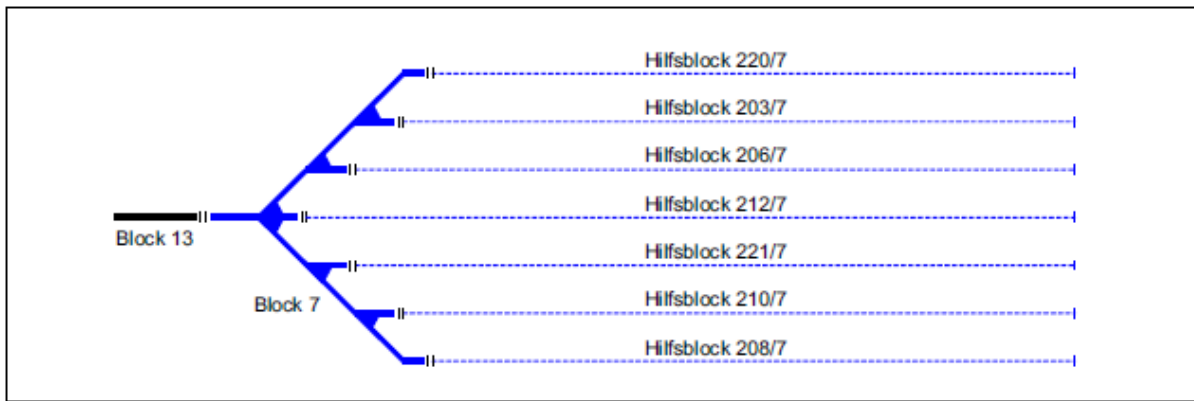 Hilfsblock 220/7
Hilfsblock 203/7
Hilfsblock 206/7
Hilfsblock 212/7
Block 13
Hilfsblock 221/7
Block 7
Hilfsblock 210/7
Hilfsblock 208/7